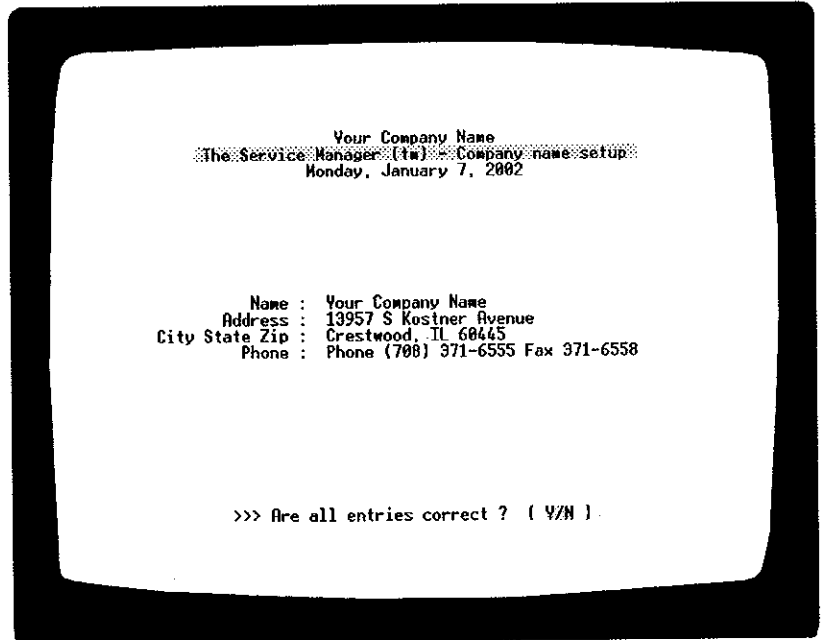 Your Company Name
The Service Manager (tm) - Company name setup
Monday, January 7, 2002
Name : Your Company Name
Address : 13957 S Kostner Avenue
City State Zip : Crestwood, IL 60445
Phone : Phone (708) 371-6555 Fax 371-6558
>>> Are all entries correct ? ( Y/N )